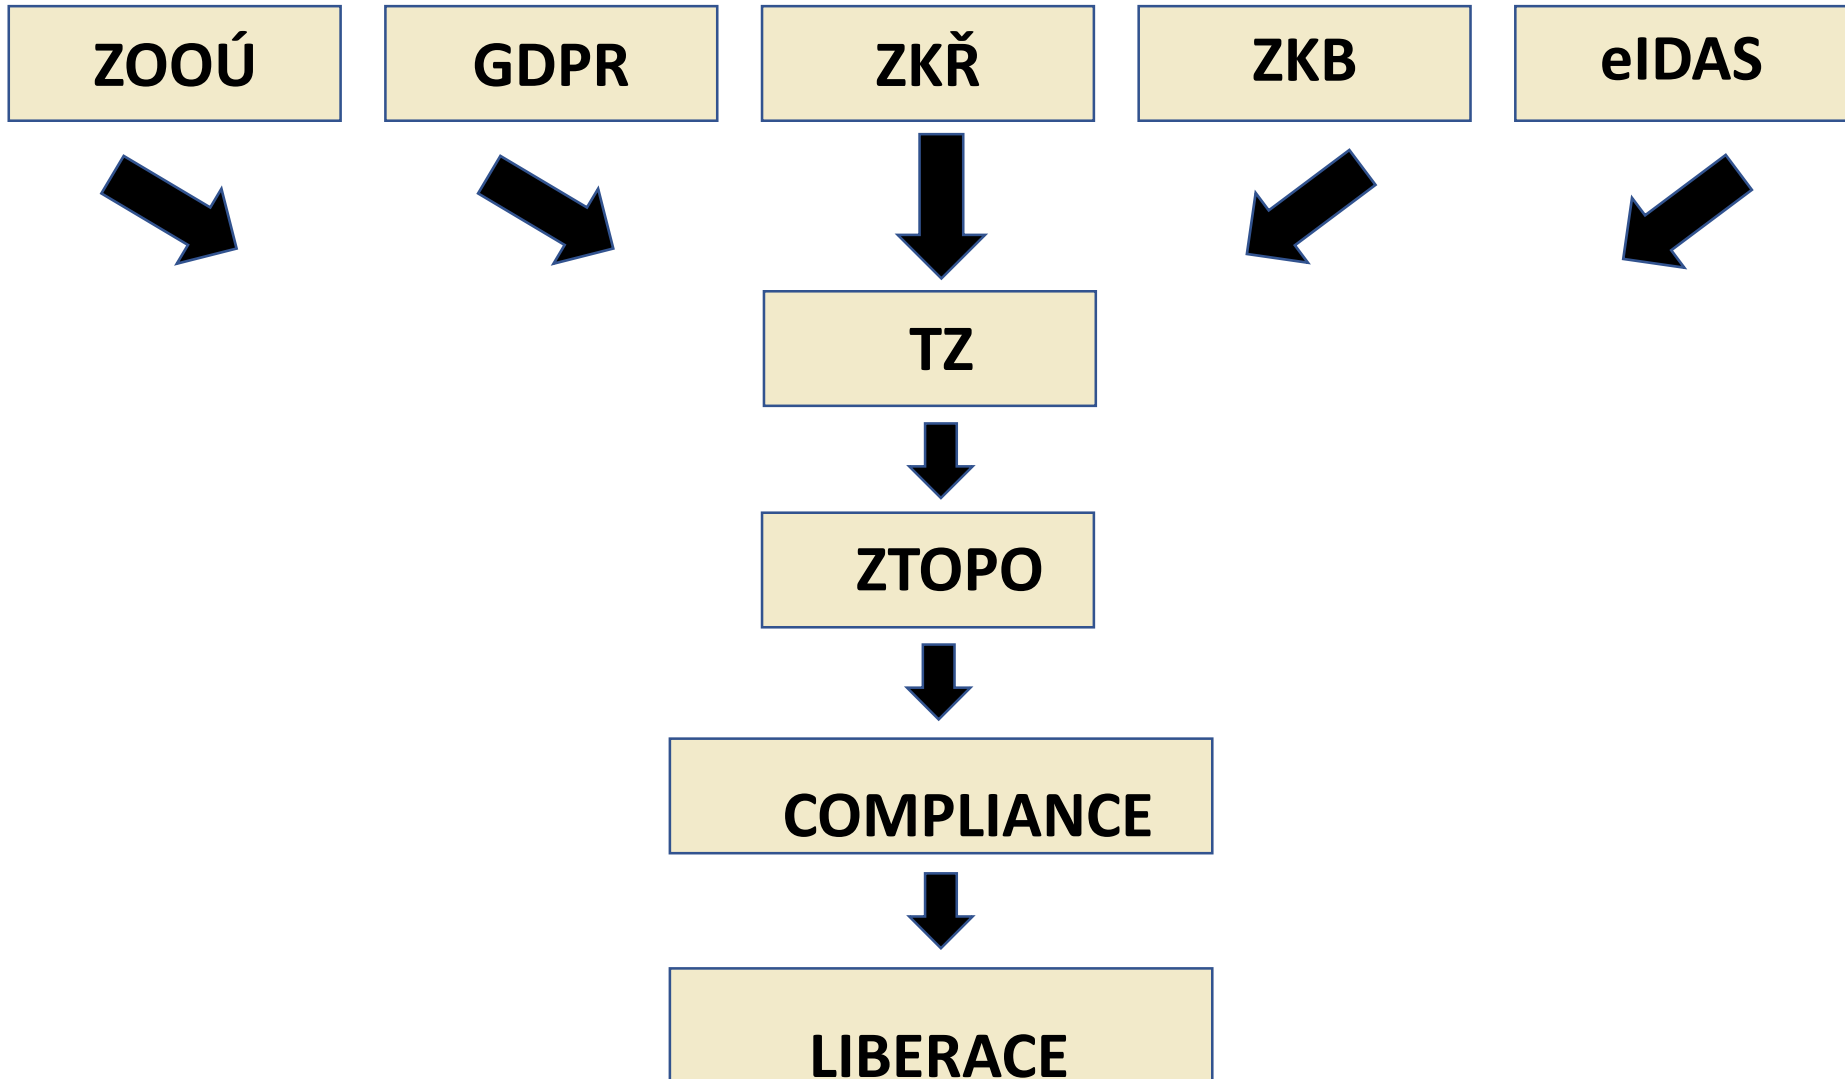 ZOOÚ
GDPR
ZKŘ
ZKB
eIDAS
TZ
ZTOPO
COMPLIANCE
LIBERACE